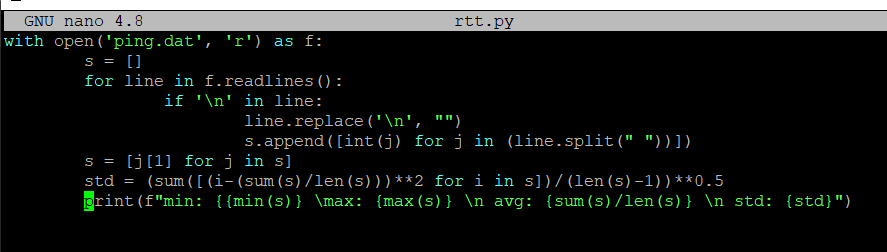 GNU nano 4.8 rtt.py
with open('ping.dat', 'r') as f:
        s = []
        for line in f.readlines():
                if '\n' in line:
                        line.replace('\n', "")
                        s.append([int(j) for j in (line.split(" "))])
        s = [j[1] for j in s]
        std = (sum([(i-(sum(s)/len(s)))**2 for i in s])/(len(s)-1))**0.5
        print(f"min: {{min(s)} \max: {max(s)} \n avg: {sum(s)/len(s)} \n std: {std}")